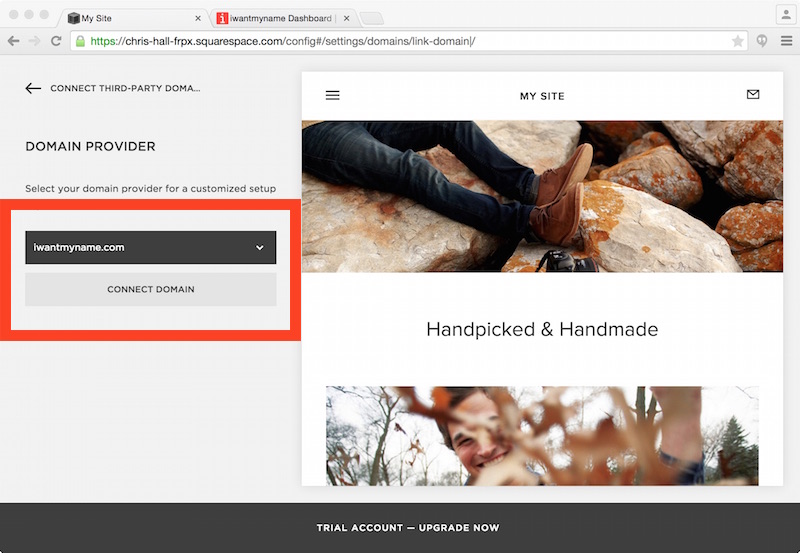 My Site
iwantmyname Dashboard |
https://chris-hall-frpx.squarespace.com/config#/settings/domains/link-domain|/
CONNECT THIRD-PARTY DOMA...
DOMAIN PROVIDER
Select your domain provider for a customized setup
iwantmyname.com
CONNECT DOMAIN
MY SITE
Handpicked & Handmade
TRIAL ACCOUNT — UPGRADE NOW